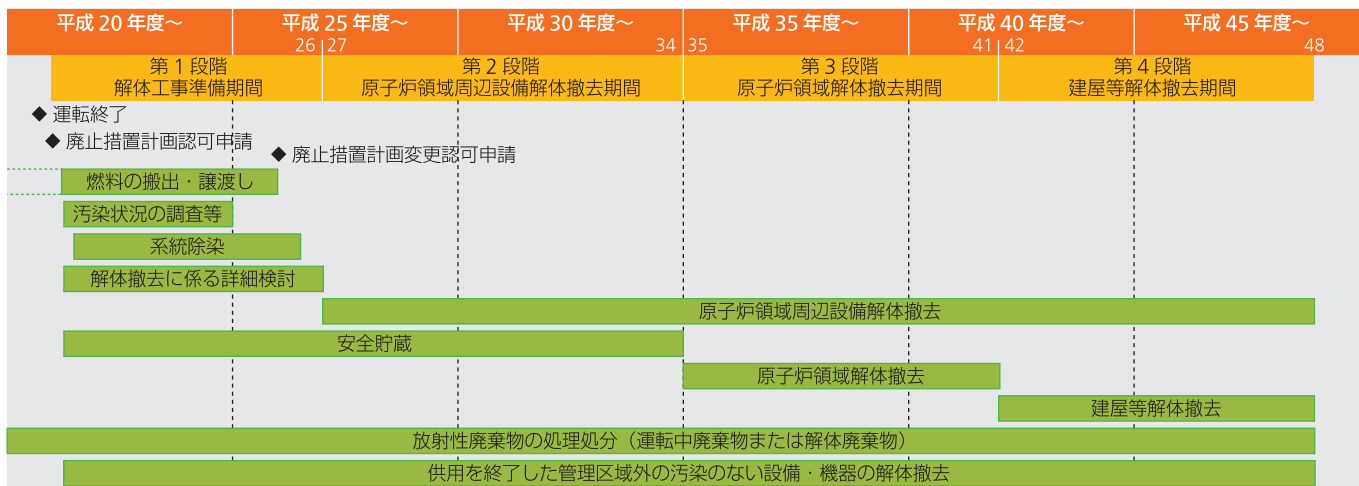 平成 20 年度～ 平成 25 年度～ 平成 30 年度～ 平成 35 年度～ 平成 40 年度～ 平成 45 年度～
26 27 34 35 41 42 48
第 1 段階 第 2 段階 第 3 段階 第 4 段階
解体工事準備期間 原子炉領域周辺設備解体撤去期間 原子炉領域解体撤去期間 建屋等解体撤去期間
◆ 運転終了
◆ 廃止措置計画認可申請
◆ 廃止措置計画変更認可申請
燃料の搬出・譲渡し
汚染状況の調査等
系統除染
解体撤去に係る詳細検討
原子炉領域周辺設備解体撤去
安全貯蔵
原子炉領域解体撤去
建屋等解体撤去
放射性廃棄物の処理処分（運転中廃棄物または解体廃棄物）
供用を終了した管理区域外の汚染のない設備・機器の解体撤去